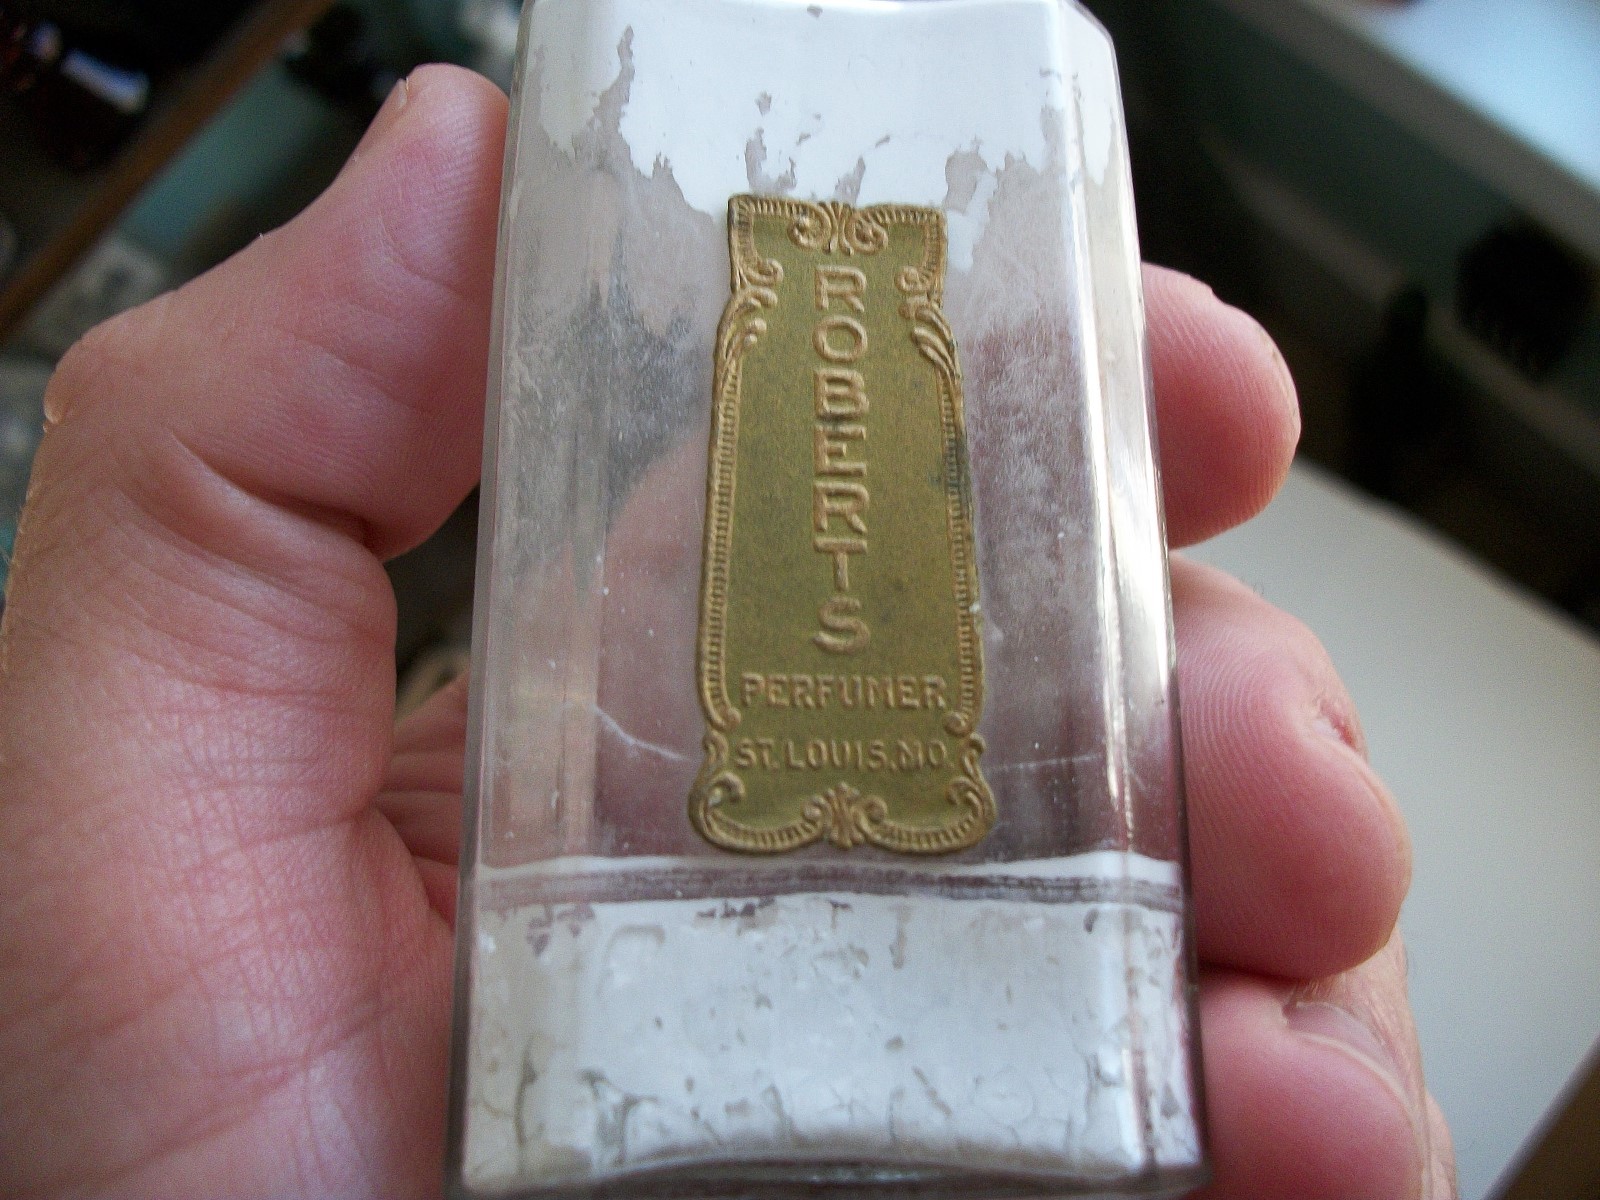 ROBERTS
PERFUMER
ST. LOUIS, MO.